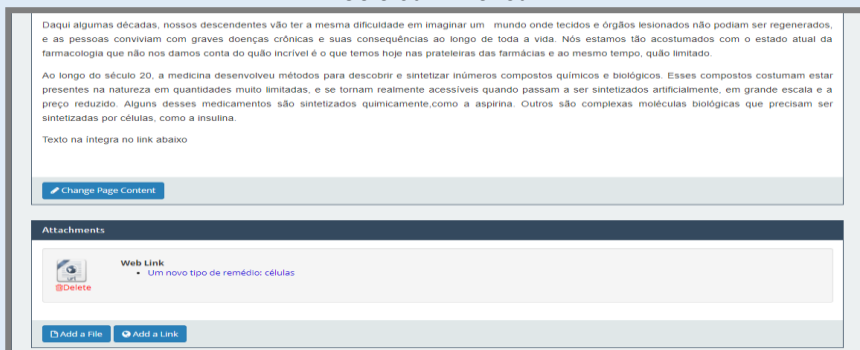 Daqui algumas décadas, nossos descendentes vão ter a mesma dificuldade em imaginar um mundo onde tecidos e órgãos lesionados não podiam ser regenerados,
e as pessoas conviviam com graves doenças crônicas e suas consequências ao longo de toda a vida. Nós estamos tão acostumados com o estado atual da
farmacologia que não nos damos conta do quão incrível é o que temos hoje nas prateleiras das farmácias e ao mesmo tempo, quão limitado.
Ao longo do século 20, a medicina desenvolveu métodos para descobrir e sintetizar inúmeros compostos químicos e biológicos. Esses compostos costumam estar
presentes na natureza em quantidades muito limitadas, e se tornam realmente acessíveis quando passam a ser sintetizados artificialmente, em grande escala e a
preço reduzido. Alguns desses medicamentos são sintetizados quimicamente,como a aspirina. Outros são complexas moléculas biológicas que precisam ser
sintetizadas por células, como a insulina.
Texto na íntegra no link abaixo
Change Page Content
Attachments
Web Link
Um novo tipo de remédio: células
Delete
Add a File Add a Link